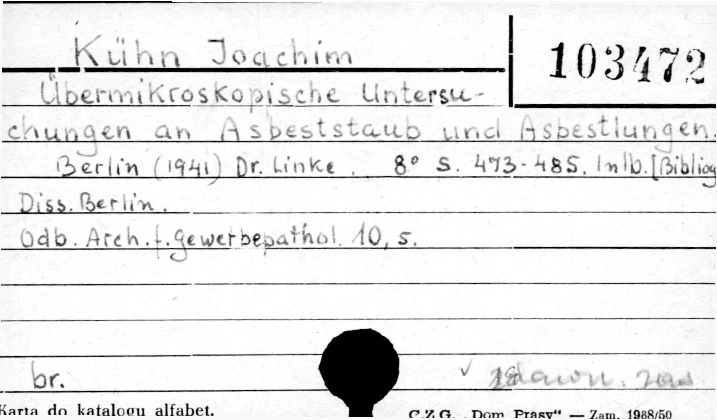 Kühn Joachim
103472
Übermikroskopische Untersu-
chungen an Asbeststaub und Asbestlungen.
Berlin (1941) Dr. Linke. 8° S. 473-485. Inlb. [Bibliog
Diss. Berlin.
Odb. Arch. f. Gewerbepathol. 10, 5.
br.
Karta do katalogu alfabet.
C.Z.G. „Dom Prasy" — Zam. 1988/50